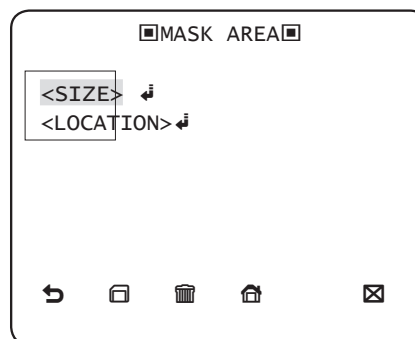 ▣MASK AREA▣
<SIZE> ↲
<LOCATION>↲